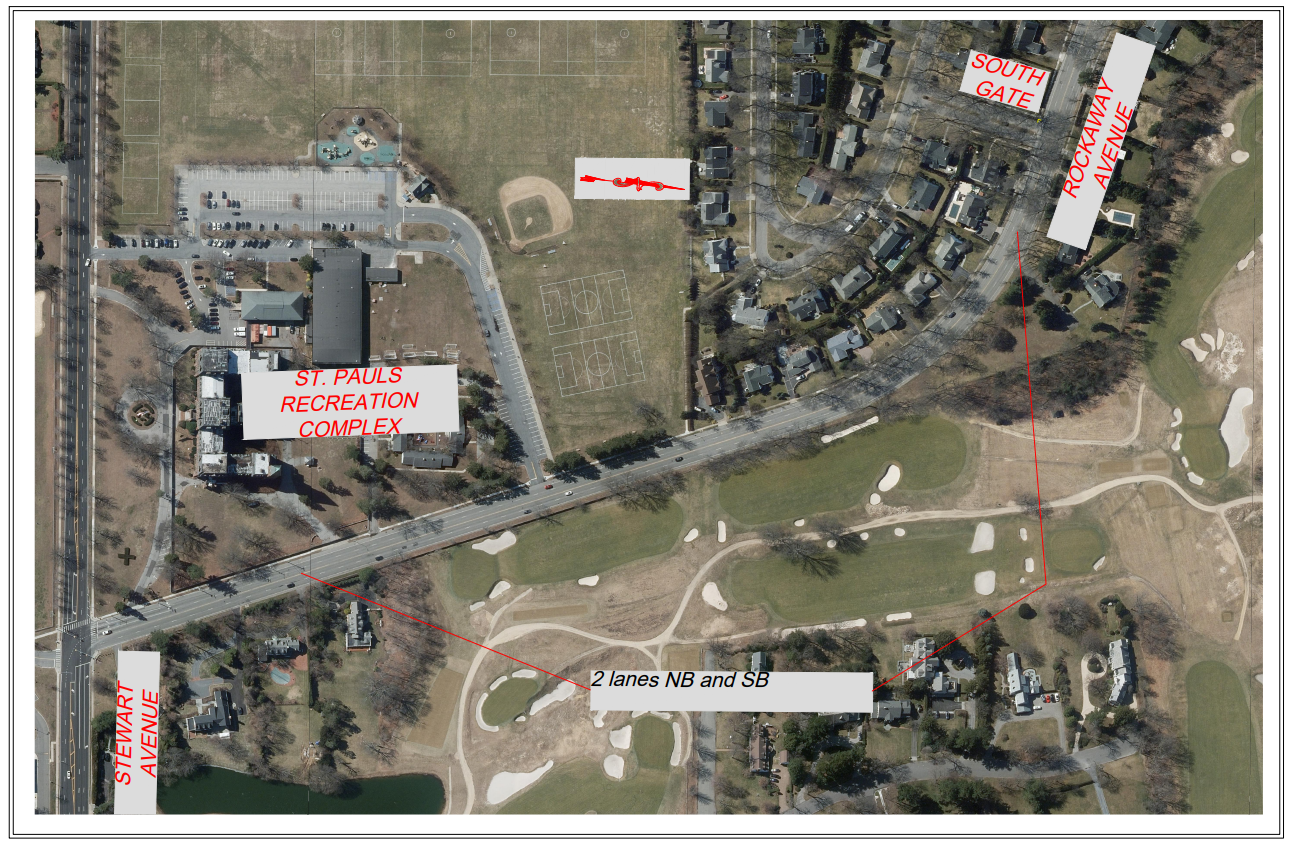 SOUTH
GATE
ROCKAWAY
AVENUE
ST. PAULS
RECREATION
COMPLEX
2 lanes NB and SB
STEWART
AVENUE